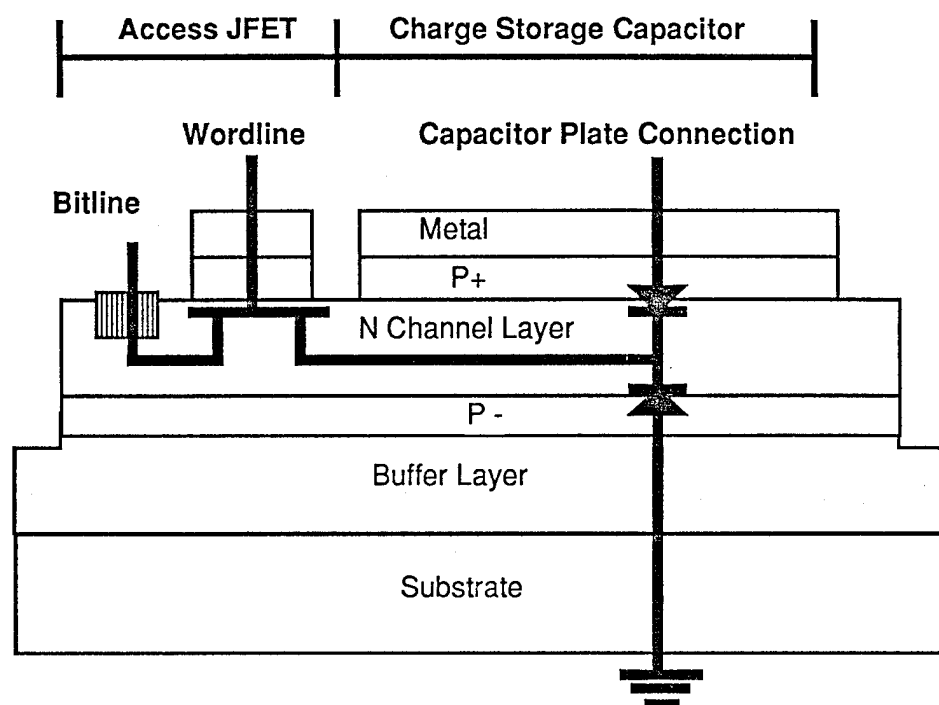 Access JFET
Charge Storage Capacitor
Wordline
Capacitor Plate Connection
Bitline
Metal
P+
N Channel Layer
P -
Buffer Layer
Substrate